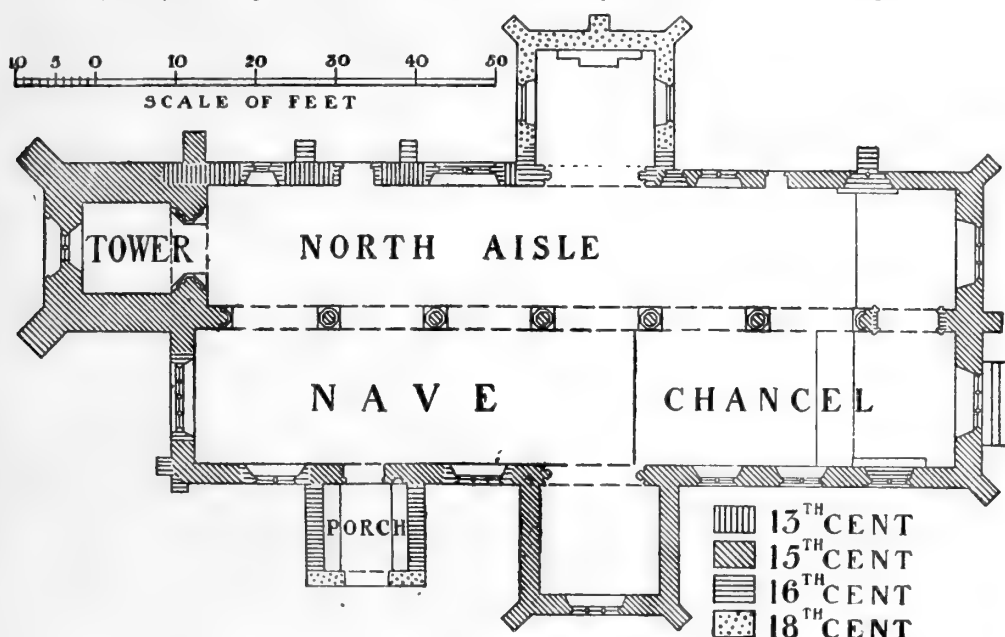 10 5 0 10 20 30 40 50
SCALE OF FEET
TOWER
NORTH AISLE
NAVE
CHANCEL
PORCH
13TH CENT
15TH CENT
16TH CENT
18TH CENT